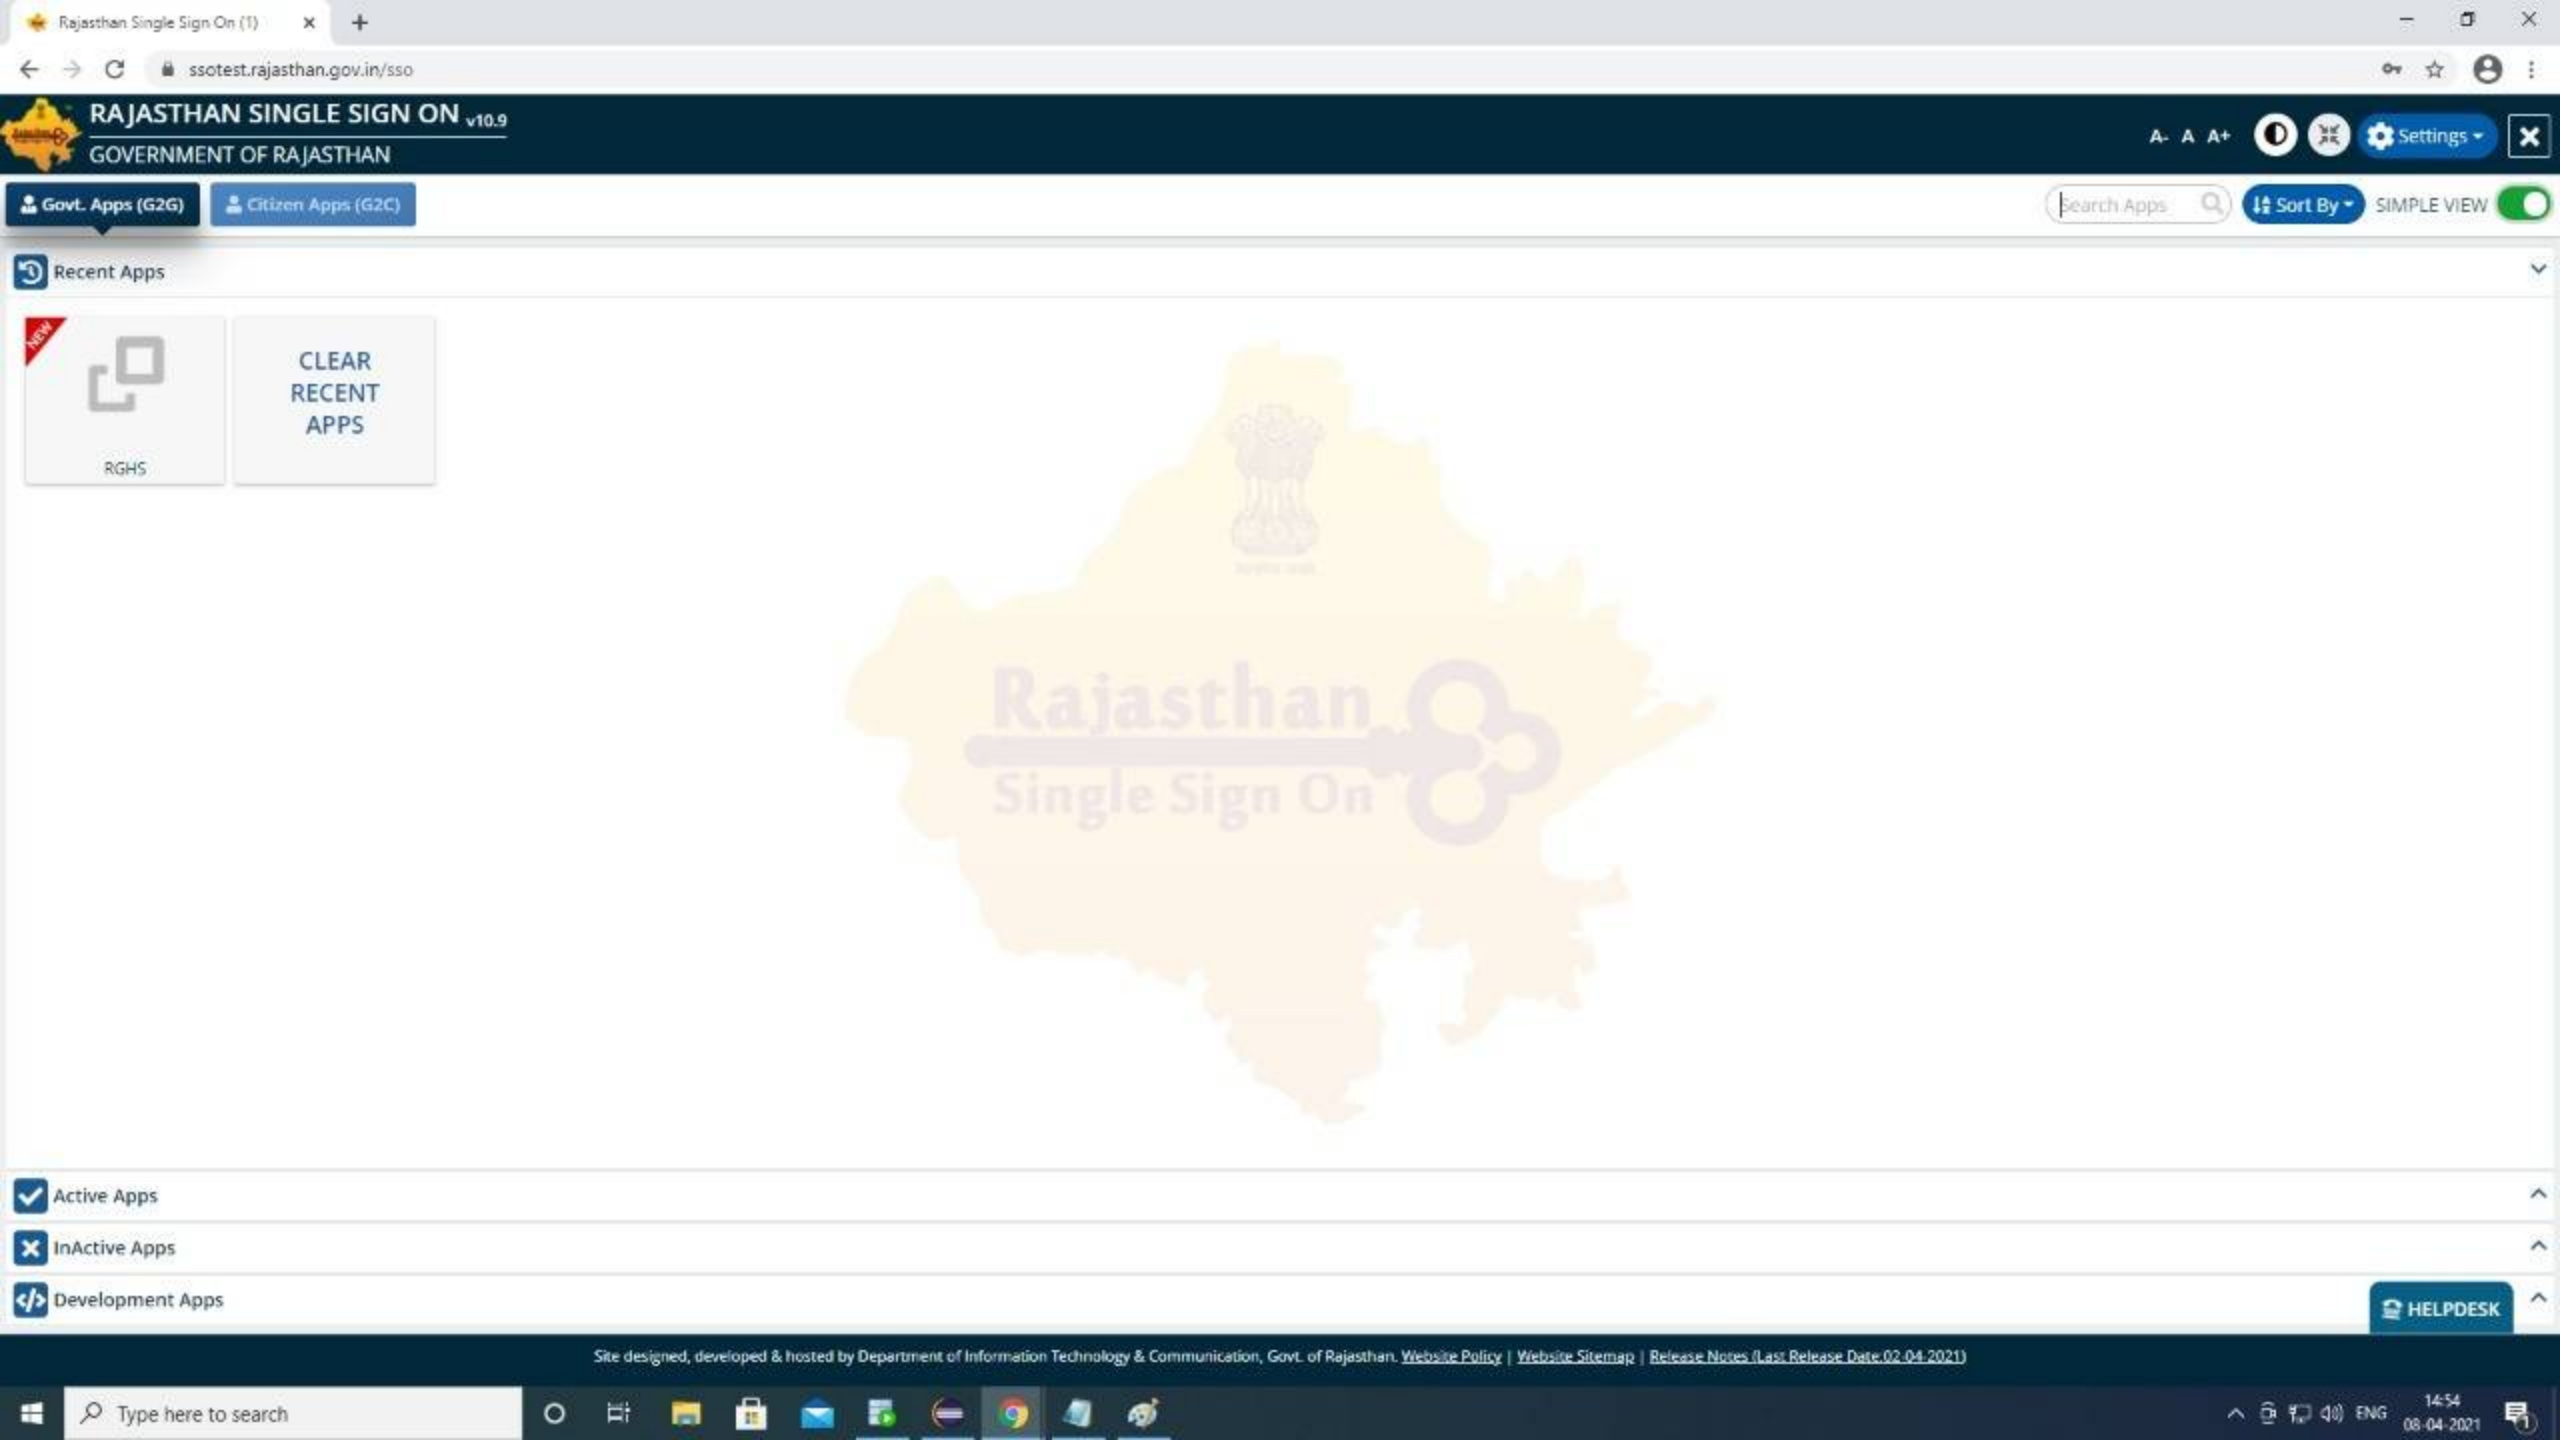 Rajasthan Single Sign On (1)
ssotest.rajasthan.gov.in/sso
RAJASTHAN SINGLE SIGN ON v10.9
GOVERNMENT OF RAJASTHAN
A- A A+
Settings
Govt. Apps (G2G)
Citizen Apps (G2C)
Search Apps
Sort By
SIMPLE VIEW
Recent Apps
NEW
RGHS
CLEAR
RECENT
APPS
Rajasthan
Single Sign On
Active Apps
InActive Apps
Development Apps
HELPDESK
Site designed, developed & hosted by Department of Information Technology & Communication, Govt. of Rajasthan. Website Policy | Website Sitemap | Release Notes (Last Release Date:02-04-2021)
Type here to search
ENG
14:54
08-04-2021
1